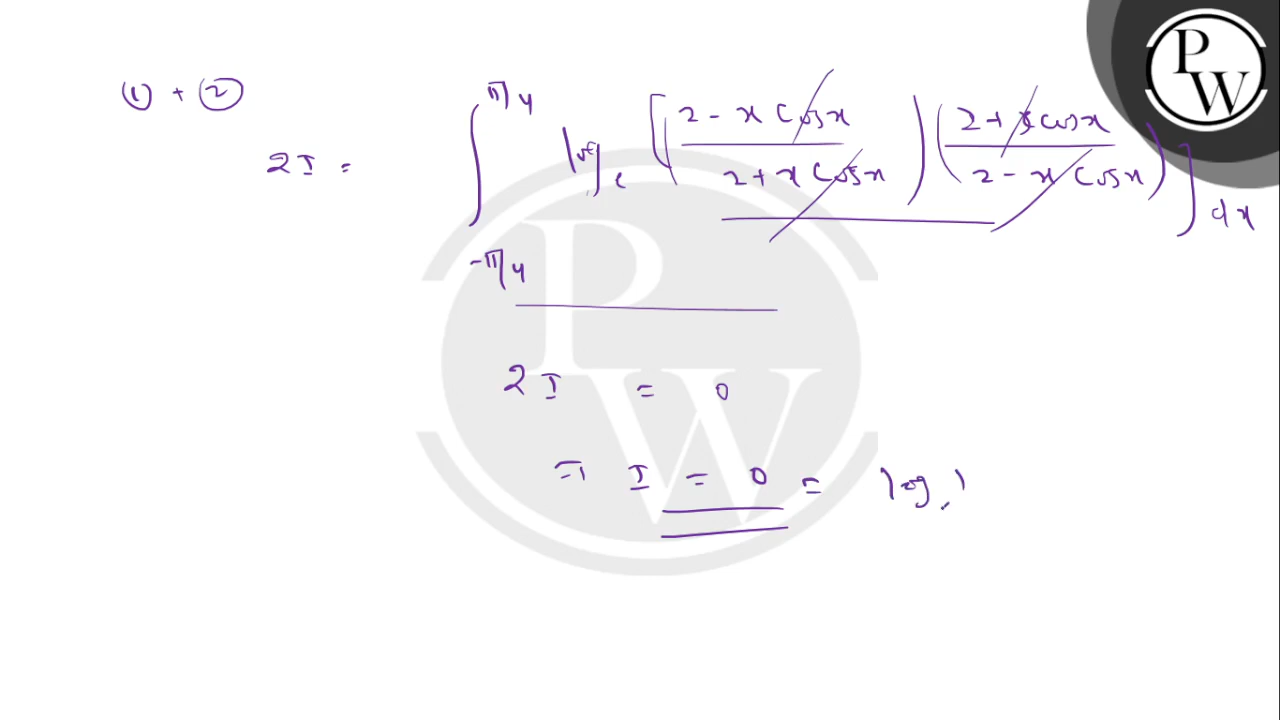 PW
① + ②
2I = ∫_{-π/4}^{π/4} log_e [(2 - x cos x / 2 + x cos x) (2 + x cos x / 2 - x cos x)] dx
2I = 0
⇒ I = 0 = log 1